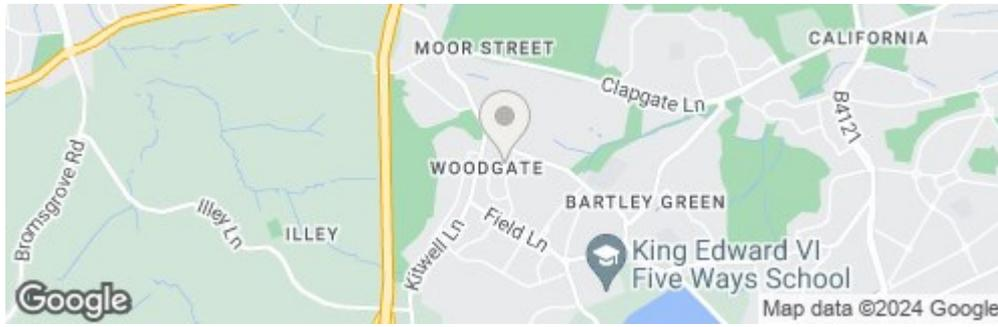 MOOR STREET
CALIFORNIA
Clapgate Ln
B4121
Bromsgrove Rd
WOODGATE
BARTLEY GREEN
Illey Ln
ILLEY
Kitwell Ln
Field Ln
King Edward VI
Five Ways School
Google
Map data ©2024 Google